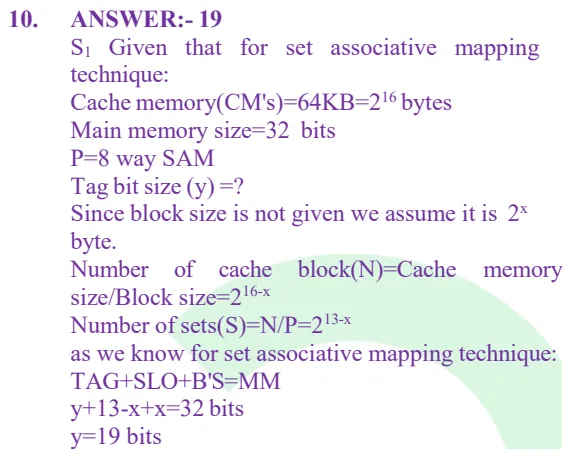 10. ANSWER:- 19
S₁ Given that for set associative mapping
technique:
Cache memory(CM's)=64KB=2¹⁶ bytes
Main memory size=32 bits
P=8 way SAM
Tag bit size (y) =?
Since block size is not given we assume it is 2ˣ
byte.
Number of cache block(N)=Cache memory
size/Block size=2¹⁶⁻ˣ
Number of sets(S)=N/P=2¹³⁻ˣ
as we know for set associative mapping technique:
TAG+SLO+B'S=MM
y+13-x+x=32 bits
y=19 bits